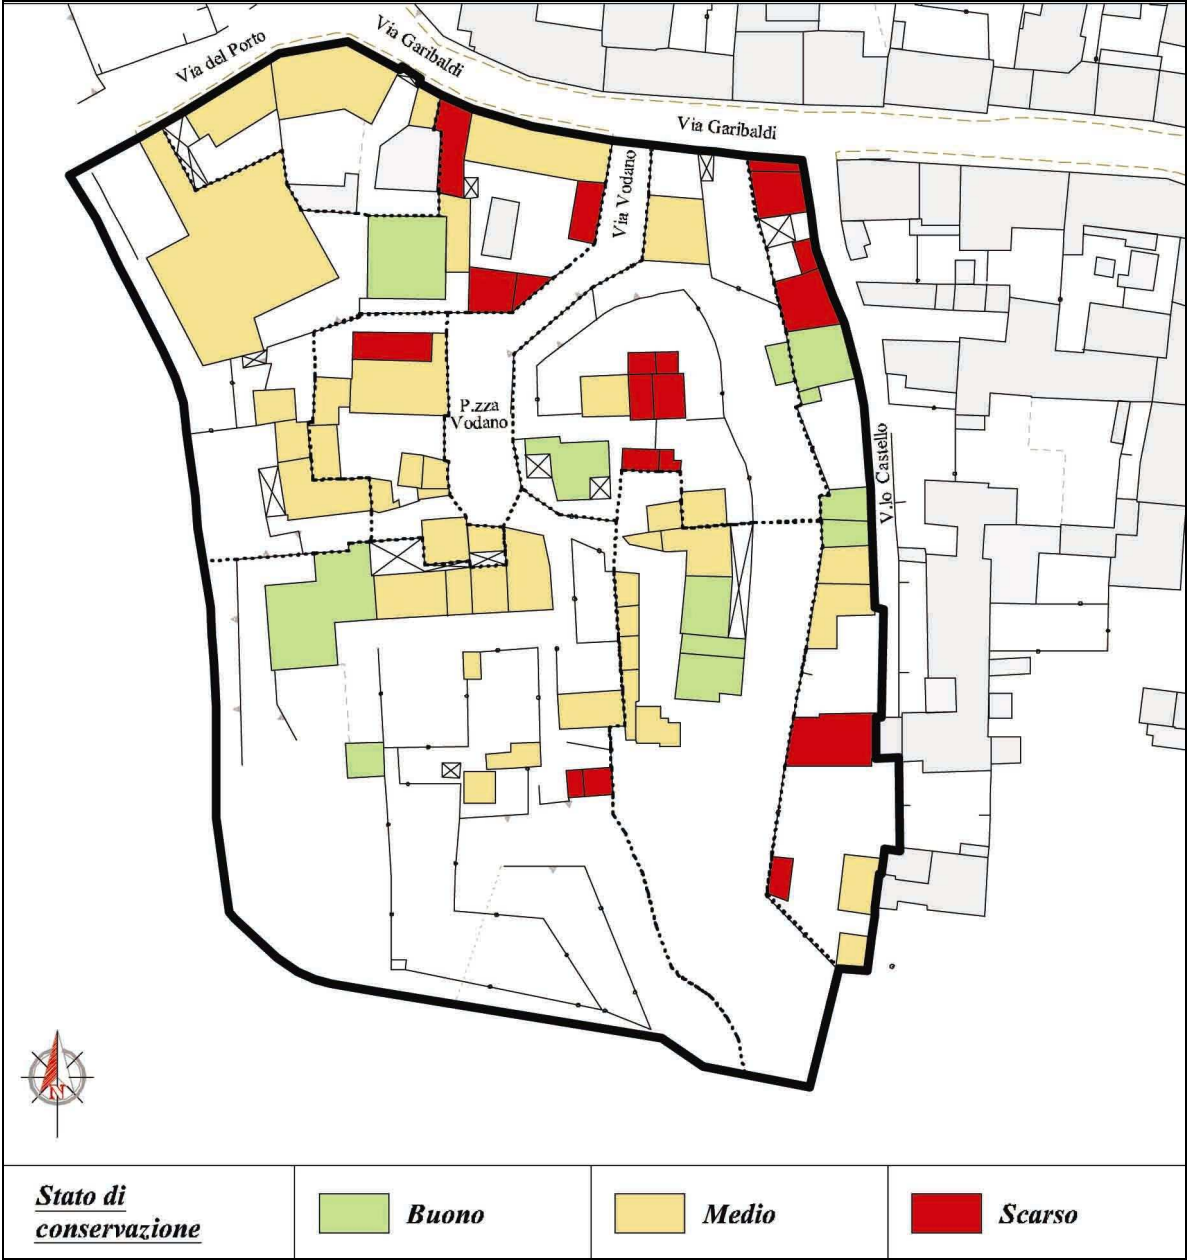 Via del Porto
Via Garibaldi
Via Garibaldi
Via Vodano
P.zza
Vodano
V.lo Castello
N
Stato di
conservazione
Buono
Medio
Scarso